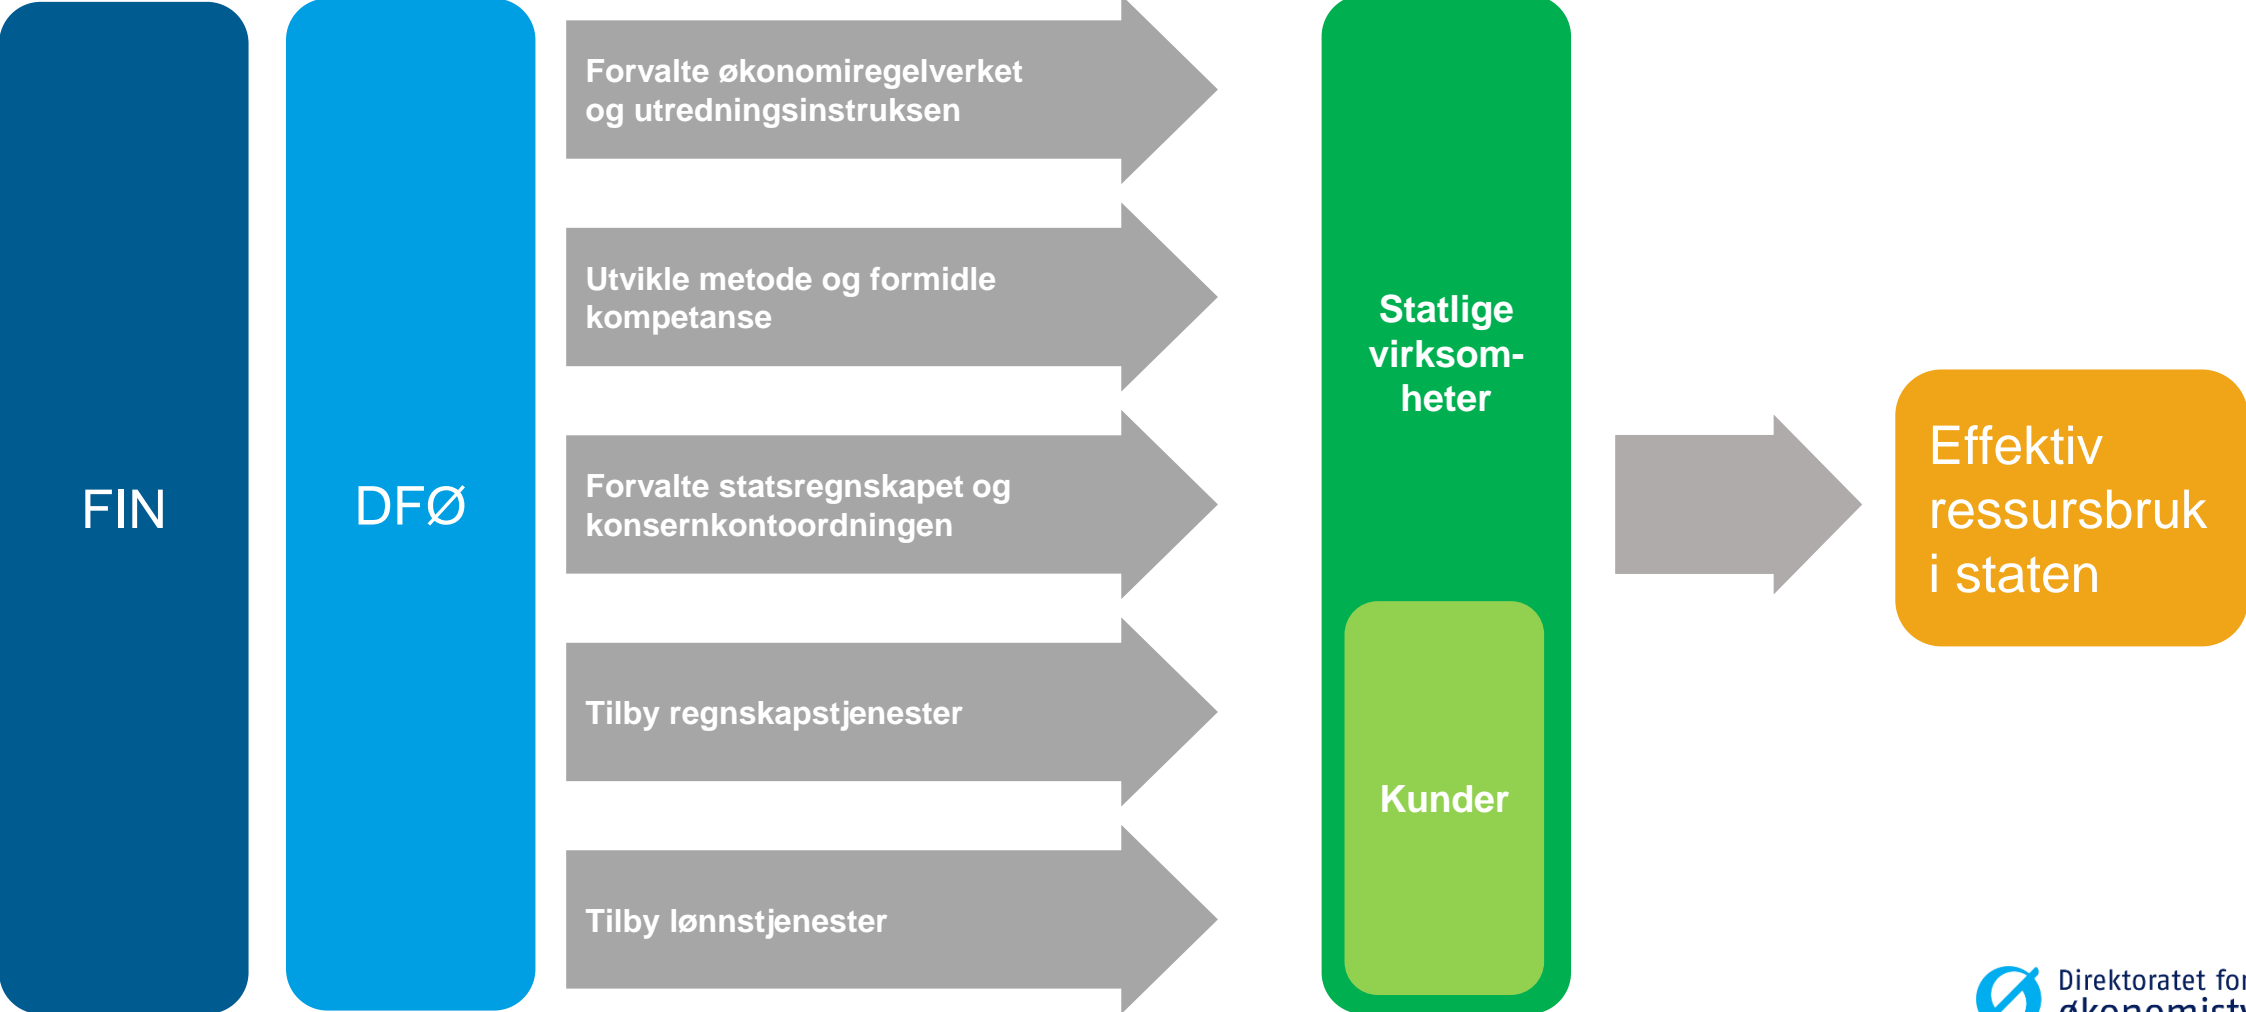 FIN
DFØ
Forvalte økonomiregelverket
og utredningsinstruksen
Utvikle metode og formidle
kompetanse
Forvalte statsregnskapet og
konsernkontoordningen
Tilby regnskapstjenester
Tilby lønnstjenester
Statlige
virksom-
heter
Kunder
Effektiv
ressursbruk
i staten
Direktoratet for